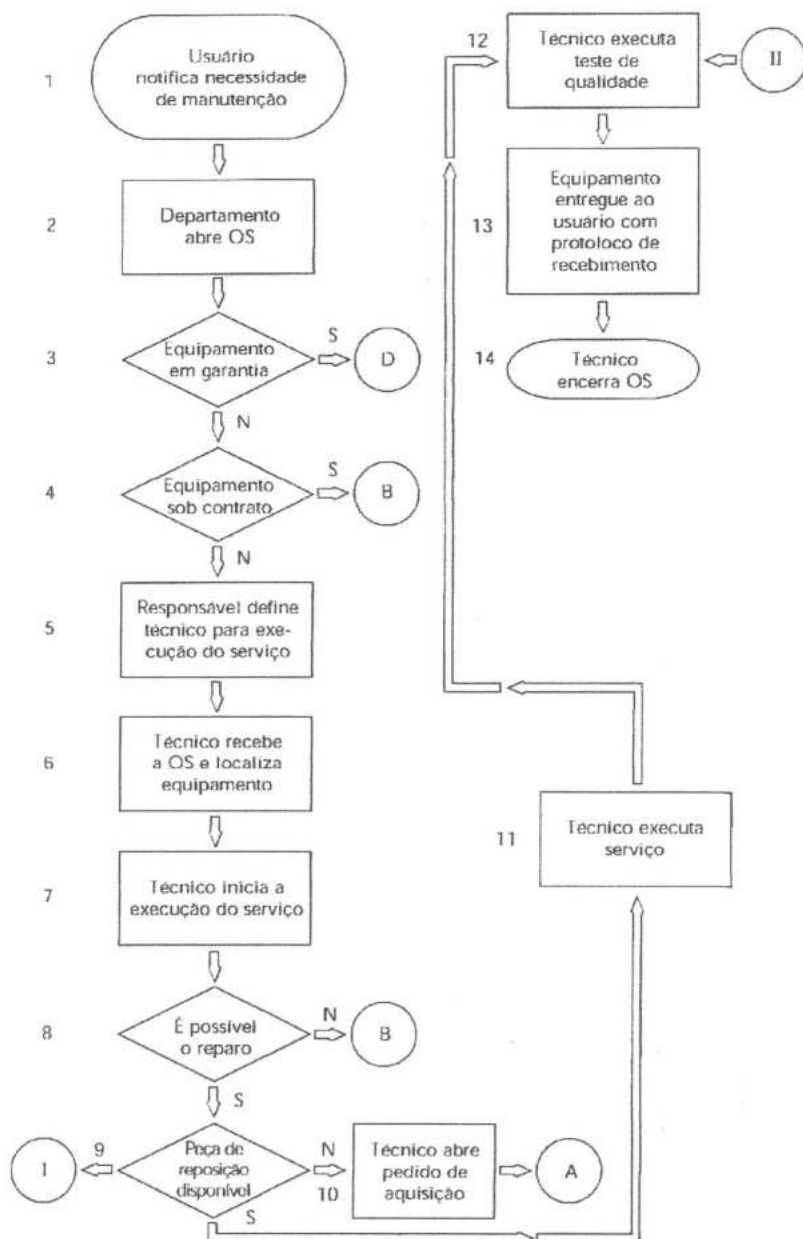 1
Usuário
notifica necessidade
de manutenção
2
Departamento
abre OS
3
Equipamento
em garantia
S
D
N
4
Equipamento
sob contrato
S
B
N
5
Responsável define
técnico para exe-
cução do serviço
6
Técnico recebe
a OS e localiza
equipamento
7
Técnico inicia a
execução do serviço
8
É possível
o reparo
N
B
S
I
9
Peça de
reposição
disponível
N
10
Técnico abre
pedido de
aquisição
A
S
11
Técnico executa
serviço
12
Técnico executa
teste de
qualidade
II
13
Equipamento
entregue ao
usuário com
protoloco de
recebimento
14
Técnico
encerra OS